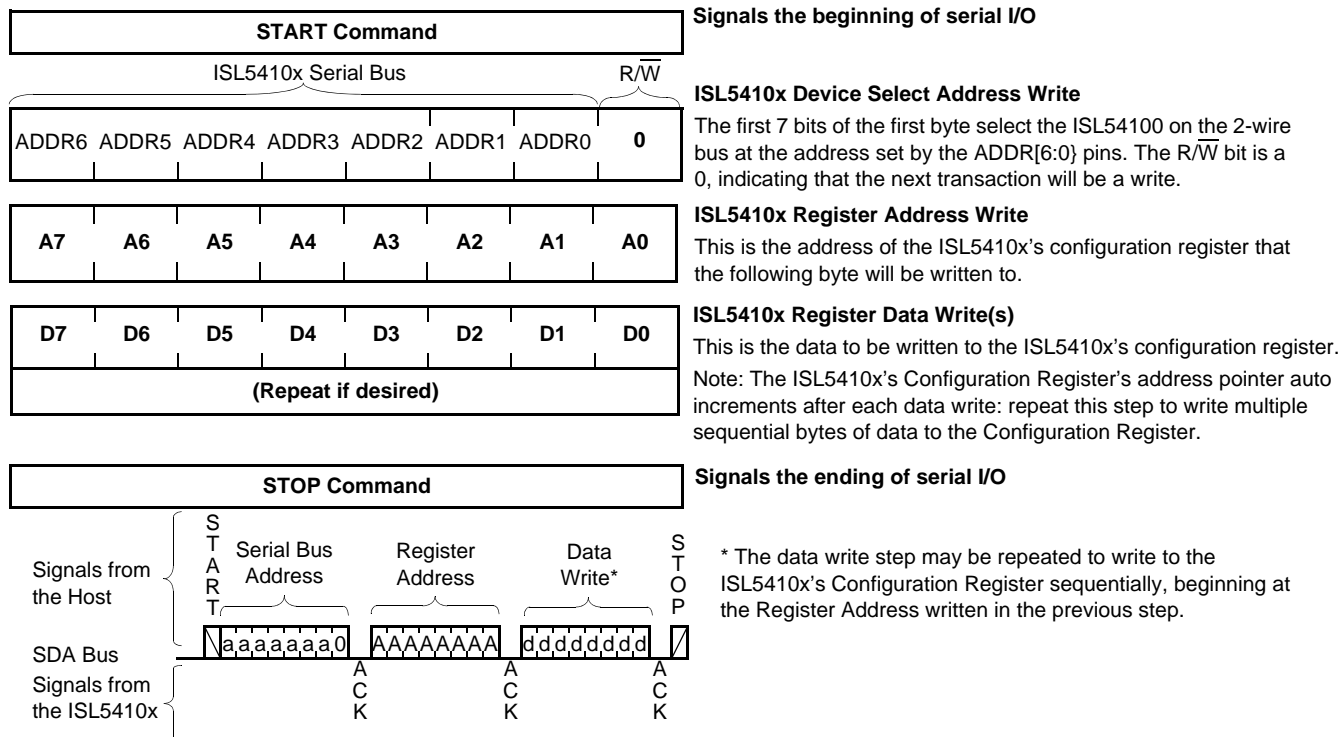 START Command
Signals the beginning of serial I/O
ISL5410x Serial Bus
R/W
ADDR6 ADDR5 ADDR4 ADDR3 ADDR2 ADDR1 ADDR0 0
ISL5410x Device Select Address Write
The first 7 bits of the first byte select the ISL54100 on the 2-wire
bus at the address set by the ADDR[6:0} pins. The R/W bit is a
0, indicating that the next transaction will be a write.
A7 A6 A5 A4 A3 A2 A1 A0
ISL5410x Register Address Write
This is the address of the ISL5410x's configuration register that
the following byte will be written to.
D7 D6 D5 D4 D3 D2 D1 D0
(Repeat if desired)
ISL5410x Register Data Write(s)
This is the data to be written to the ISL5410x's configuration register.
Note: The ISL5410x's Configuration Register's address pointer auto
increments after each data write: repeat this step to write multiple
sequential bytes of data to the Configuration Register.
STOP Command
Signals the ending of serial I/O
Signals from
the Host
START
Serial Bus
Address
Register
Address
Data
Write*
STOP
* The data write step may be repeated to write to the
ISL5410x's Configuration Register sequentially, beginning at
the Register Address written in the previous step.
SDA Bus
a a a a a a a 0
A A A A A A A A
d d d d d d d d
Signals from
the ISL5410x
ACK
ACK
ACK